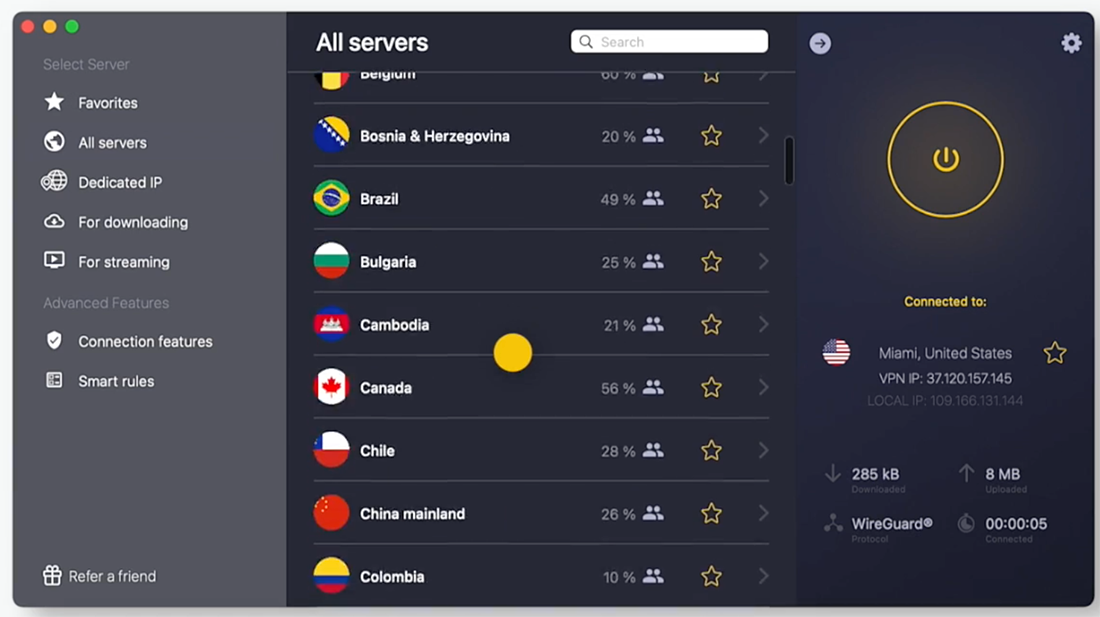 Select Server
Favorites
All servers
Dedicated IP
For downloading
For streaming
Advanced Features
Connection features
Smart rules
Refer a friend
All servers
Search
Belgium 60 %
Bosnia & Herzegovina 20 %
Brazil 49 %
Bulgaria 25 %
Cambodia 21 %
Canada 56 %
Chile 28 %
China mainland 26 %
Colombia 10 %
Connected to:
Miami, United States
VPN IP: 37.120.157.145
LOCAL IP: 109.166.131.144
285 kB 8 MB
Downloaded Uploaded
WireGuard® 00:00:05
Protocol Connected